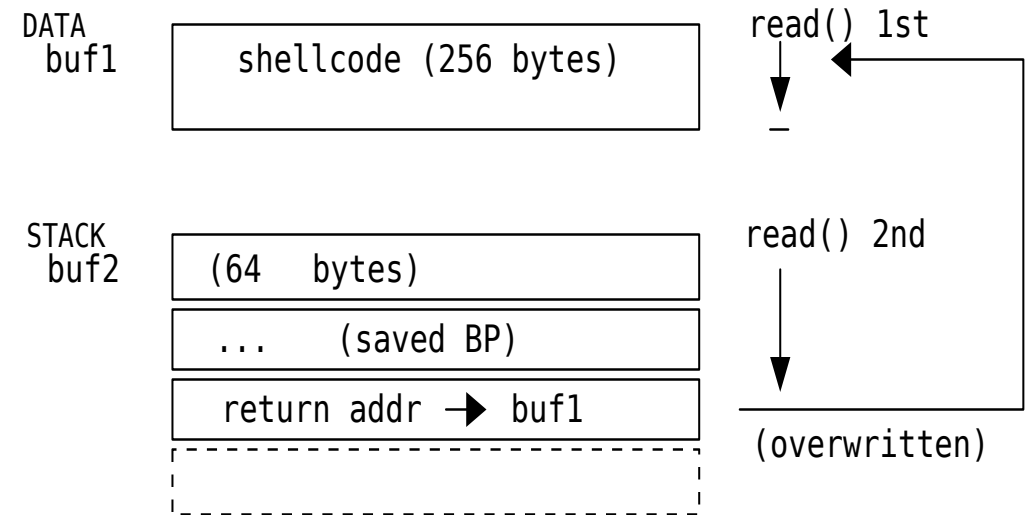 DATA
buf1
shellcode (256 bytes)
read() 1st
STACK
buf2
(64 bytes)
read() 2nd
... (saved BP)
return addr → buf1
(overwritten)